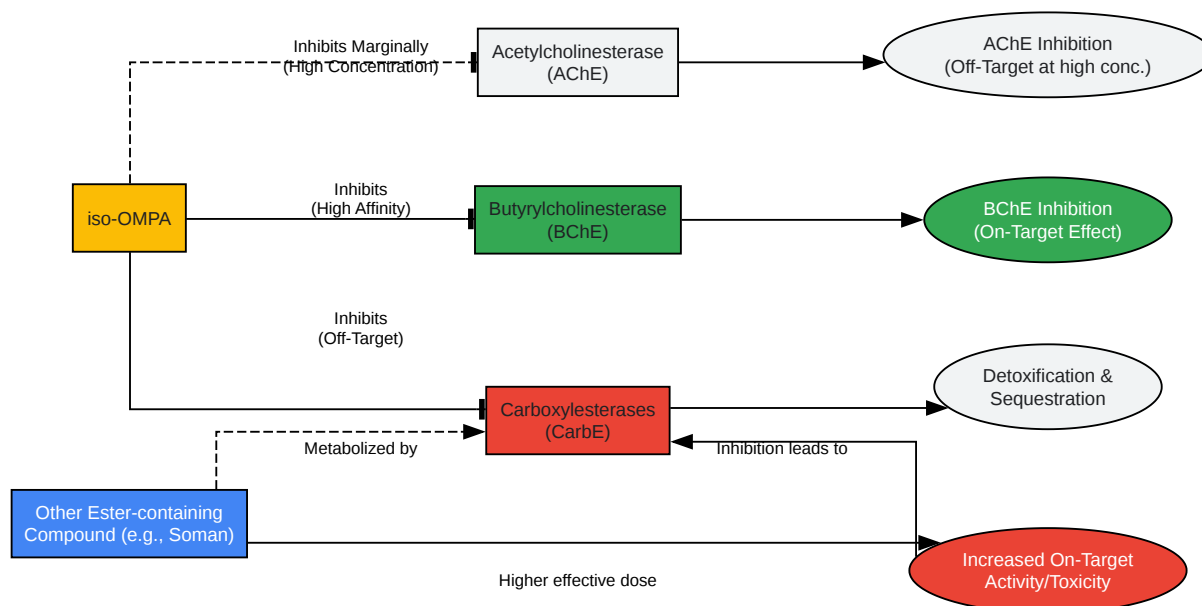 Inhibits Marginally
(High Concentration)
Acetylcholinesterase
(AChE)
AChE Inhibition
(Off-Target at high conc.)
iso-OMPA
Inhibits
(High Affinity)
Butyrylcholinesterase
(BChE)
BChE Inhibition
(On-Target Effect)
Inhibits
(Off-Target)
Carboxylesterases
(CarbE)
Detoxification &
Sequestration
Metabolized by
Inhibition leads to
Other Ester-containing
Compound (e.g., Soman)
Higher effective dose
Increased On-Target
Activity/Toxicity